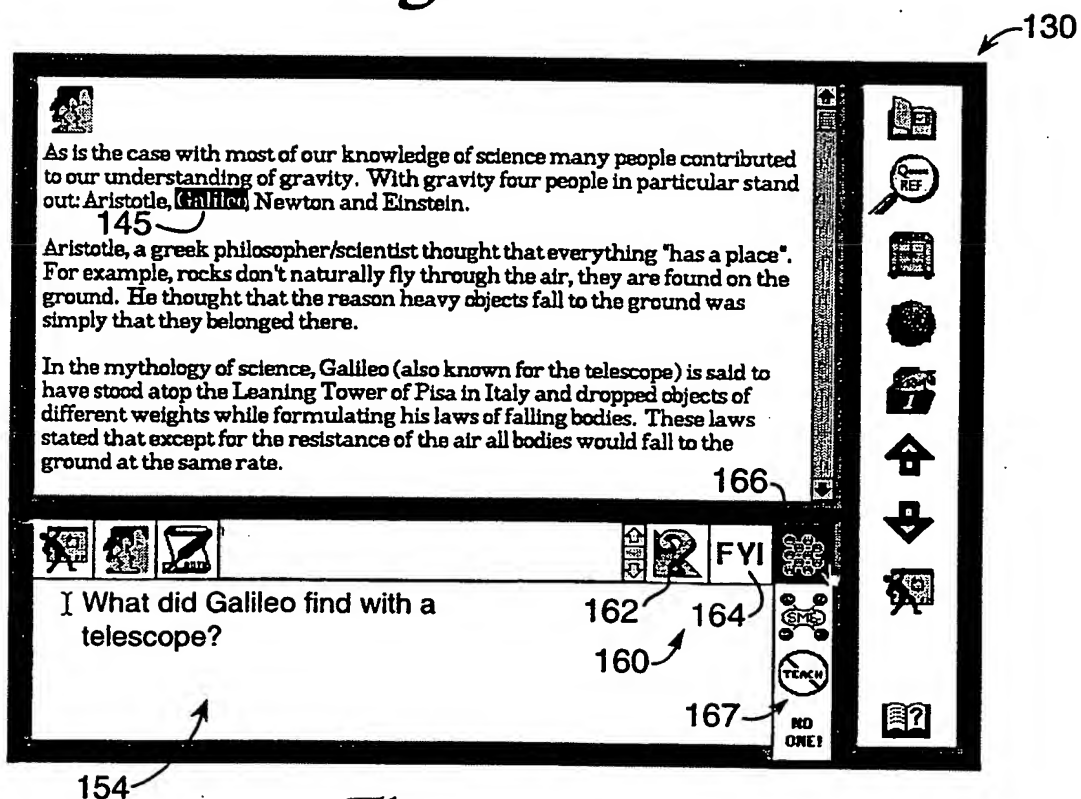 130
REF
As is the case with most of our knowledge of science many people contributed
to our understanding of gravity. With gravity four people in particular stand
out: Aristotle, Galileo, Newton and Einstein.
145
Aristotle, a greek philosopher/scientist thought that everything "has a place".
For example, rocks don't naturally fly through the air, they are found on the
ground. He thought that the reason heavy objects fall to the ground was
simply that they belonged there.
In the mythology of science, Galileo (also known for the telescope) is said to
have stood atop the Leaning Tower of Pisa in Italy and dropped objects of
different weights while formulating his laws of falling bodies. These laws
stated that except for the resistance of the air all bodies would fall to the
ground at the same rate.
166
FYI
I What did Galileo find with a
telescope?
162
164
SME
160
TEACH
167
NO
ONE!
?
154